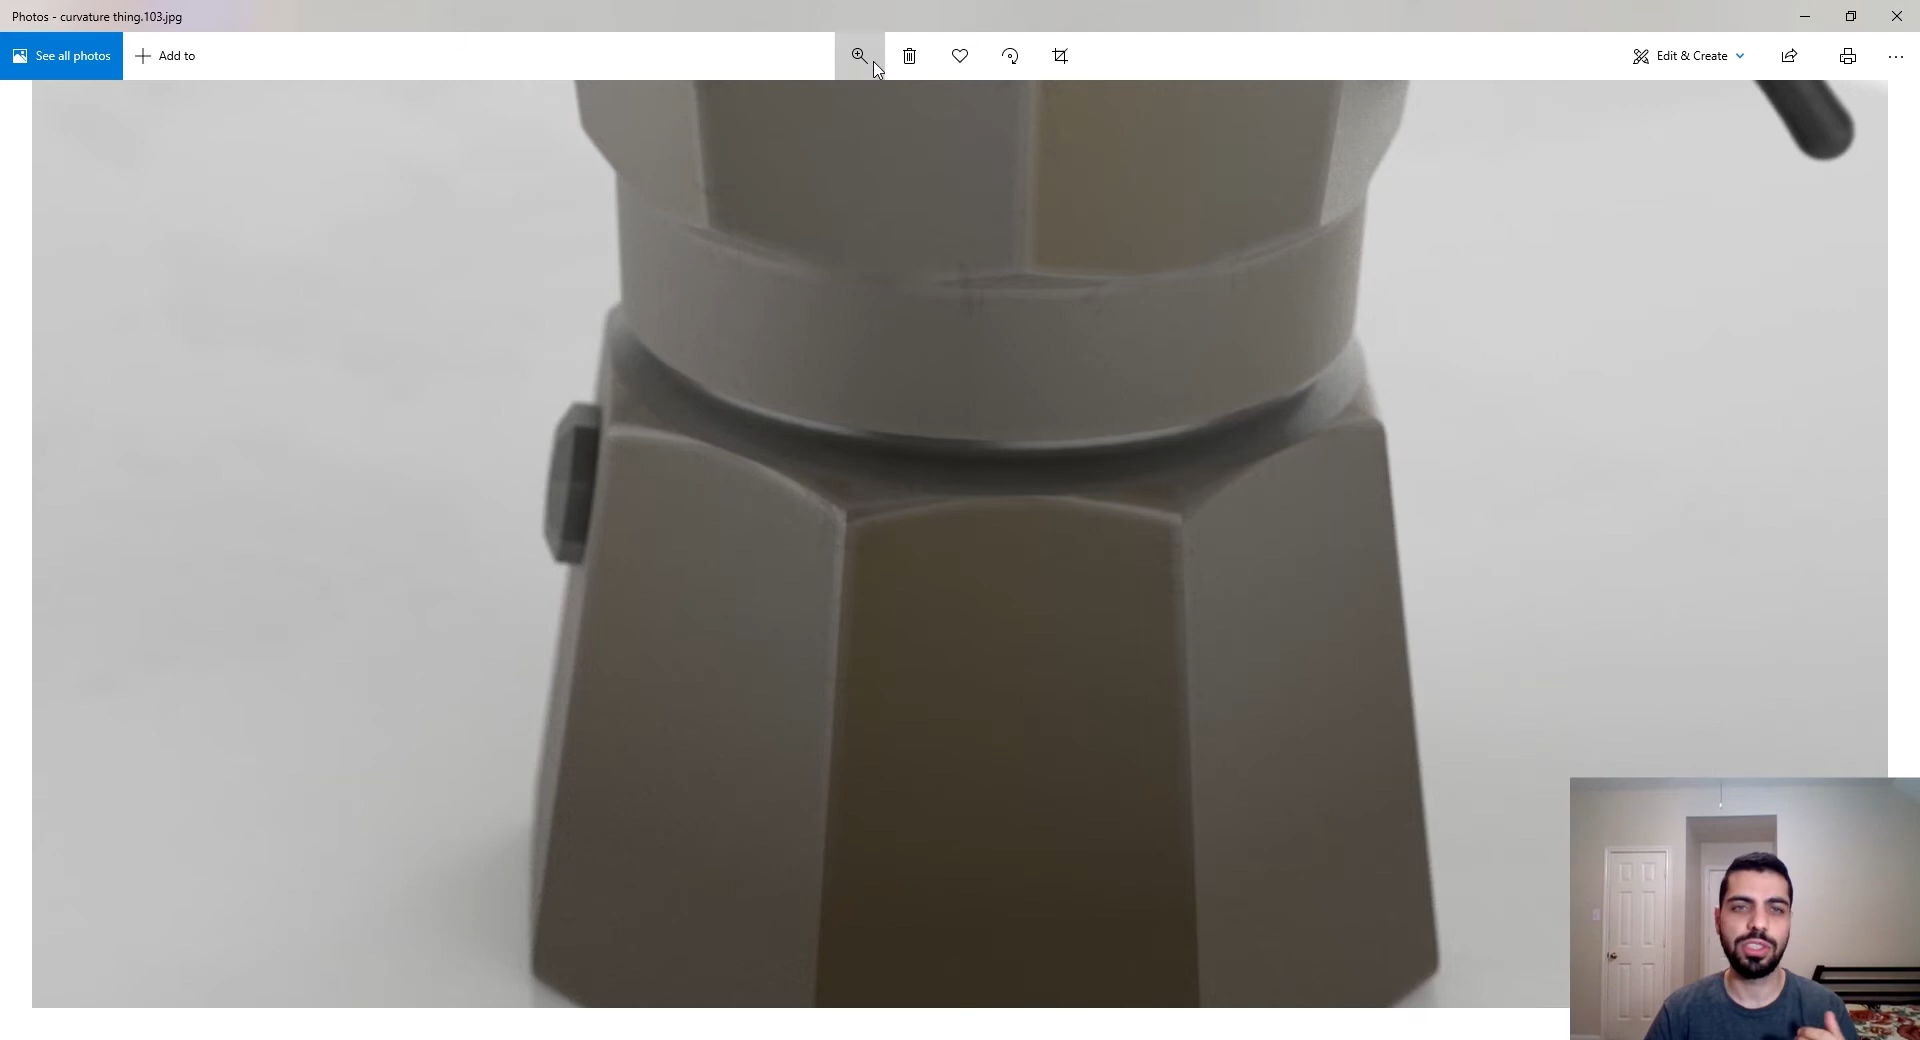 Photos - curvature thing.103.jpg
See all photos
Add to
Edit & Create